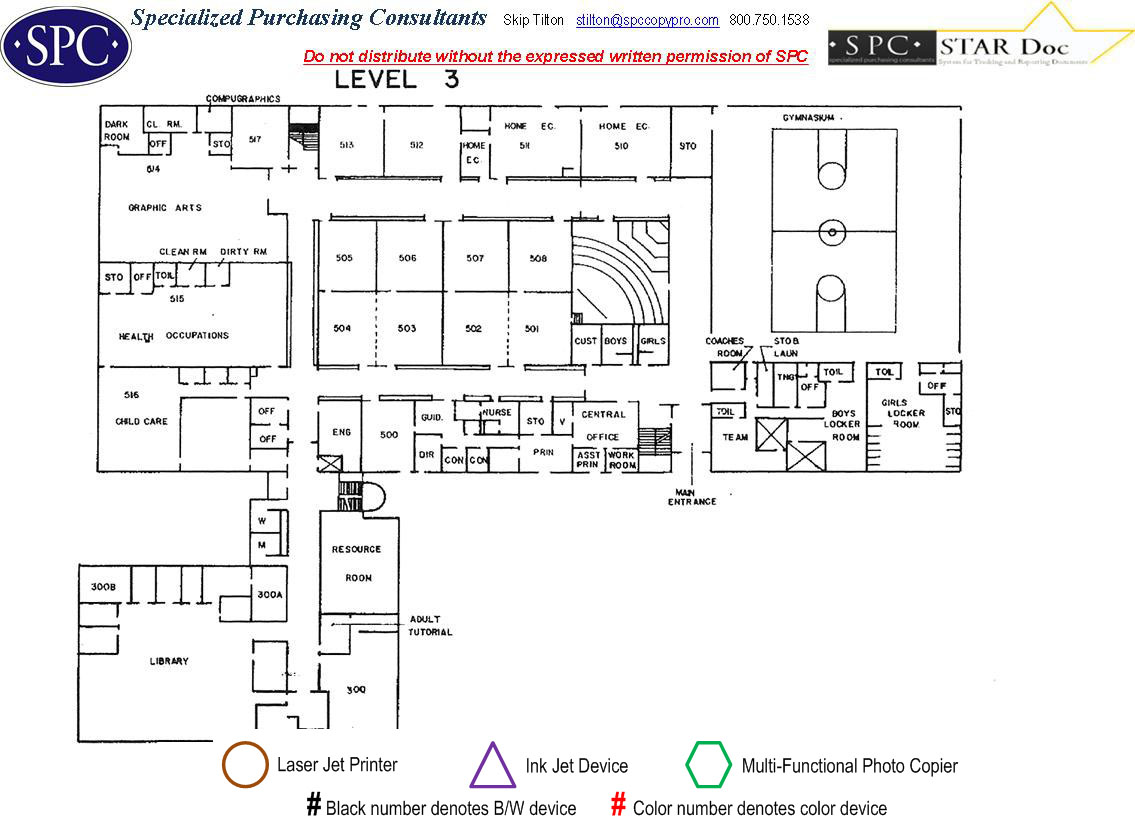 SPC
Specialized Purchasing Consultants Skip Tilton stilton@spccopypro.com 800.750.1538
Do not distribute without the expressed written permission of SPC
·SPC·
specialized purchasing consultants
STAR Doc
System for Tracking and Reporting Documents
LEVEL 3
COMPUGRAPHICS
DARK ROOM
CL. RM.
OFF
STO
517
513
512
HOME EC.
HOME EC.
511
HOME EC.
510
STO
GYMNASIUM
514
GRAPHIC ARTS
CLEAN RM
DIRTY RM
STO
OFF
TOIL
515
HEALTH OCCUPATIONS
505
506
507
508
504
503
502
501
CUST
BOYS
GIRLS
COACHES ROOM
STO &
LAUN
516
CHILD CARE
OFF
OFF
ENG
500
GUID.
NURSE
STO
V
CENTRAL
OFFICE
DIR
CON
CON
PRIN
ASST PRIN
WORK ROOM
TOIL
TEAM
TNG
OFF
TOIL
BOYS
LOCKER
ROOM
TOIL
GIRLS
LOCKER
ROOM
OFF
STO
MAIN
ENTRANCE
W
M
RESOURCE
ROOM
300B
300A
ADULT
TUTORIAL
LIBRARY
300
Laser Jet Printer
Ink Jet Device
Multi-Functional Photo Copier
# Black number denotes B/W device
# Color number denotes color device